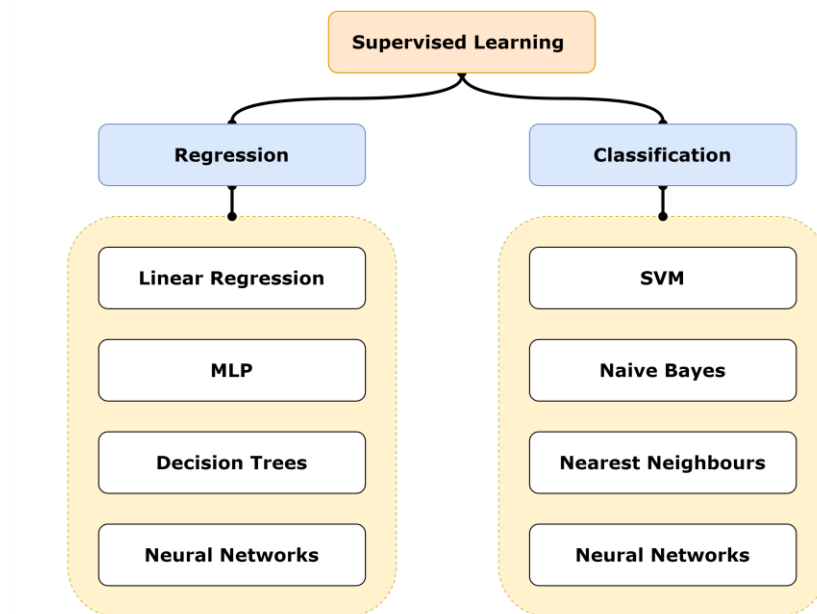 Supervised Learning
Regression
Classification
Linear Regression
SVM
MLP
Naive Bayes
Decision Trees
Nearest Neighbours
Neural Networks
Neural Networks